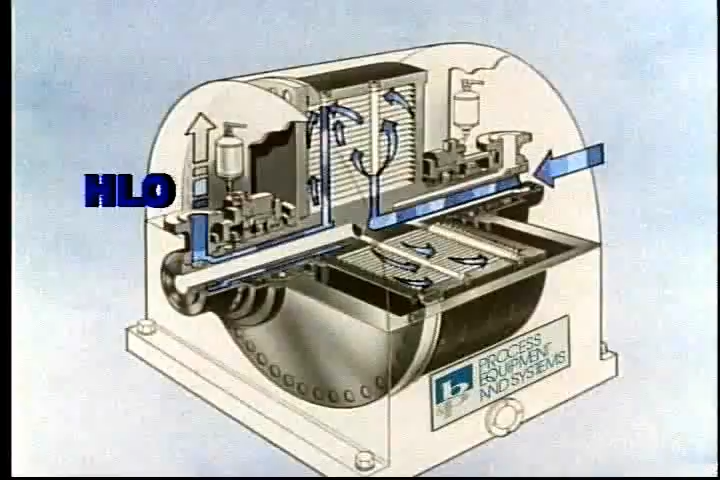 HLO
b
PROCESS
EQUIPMENT
AND SYSTEMS